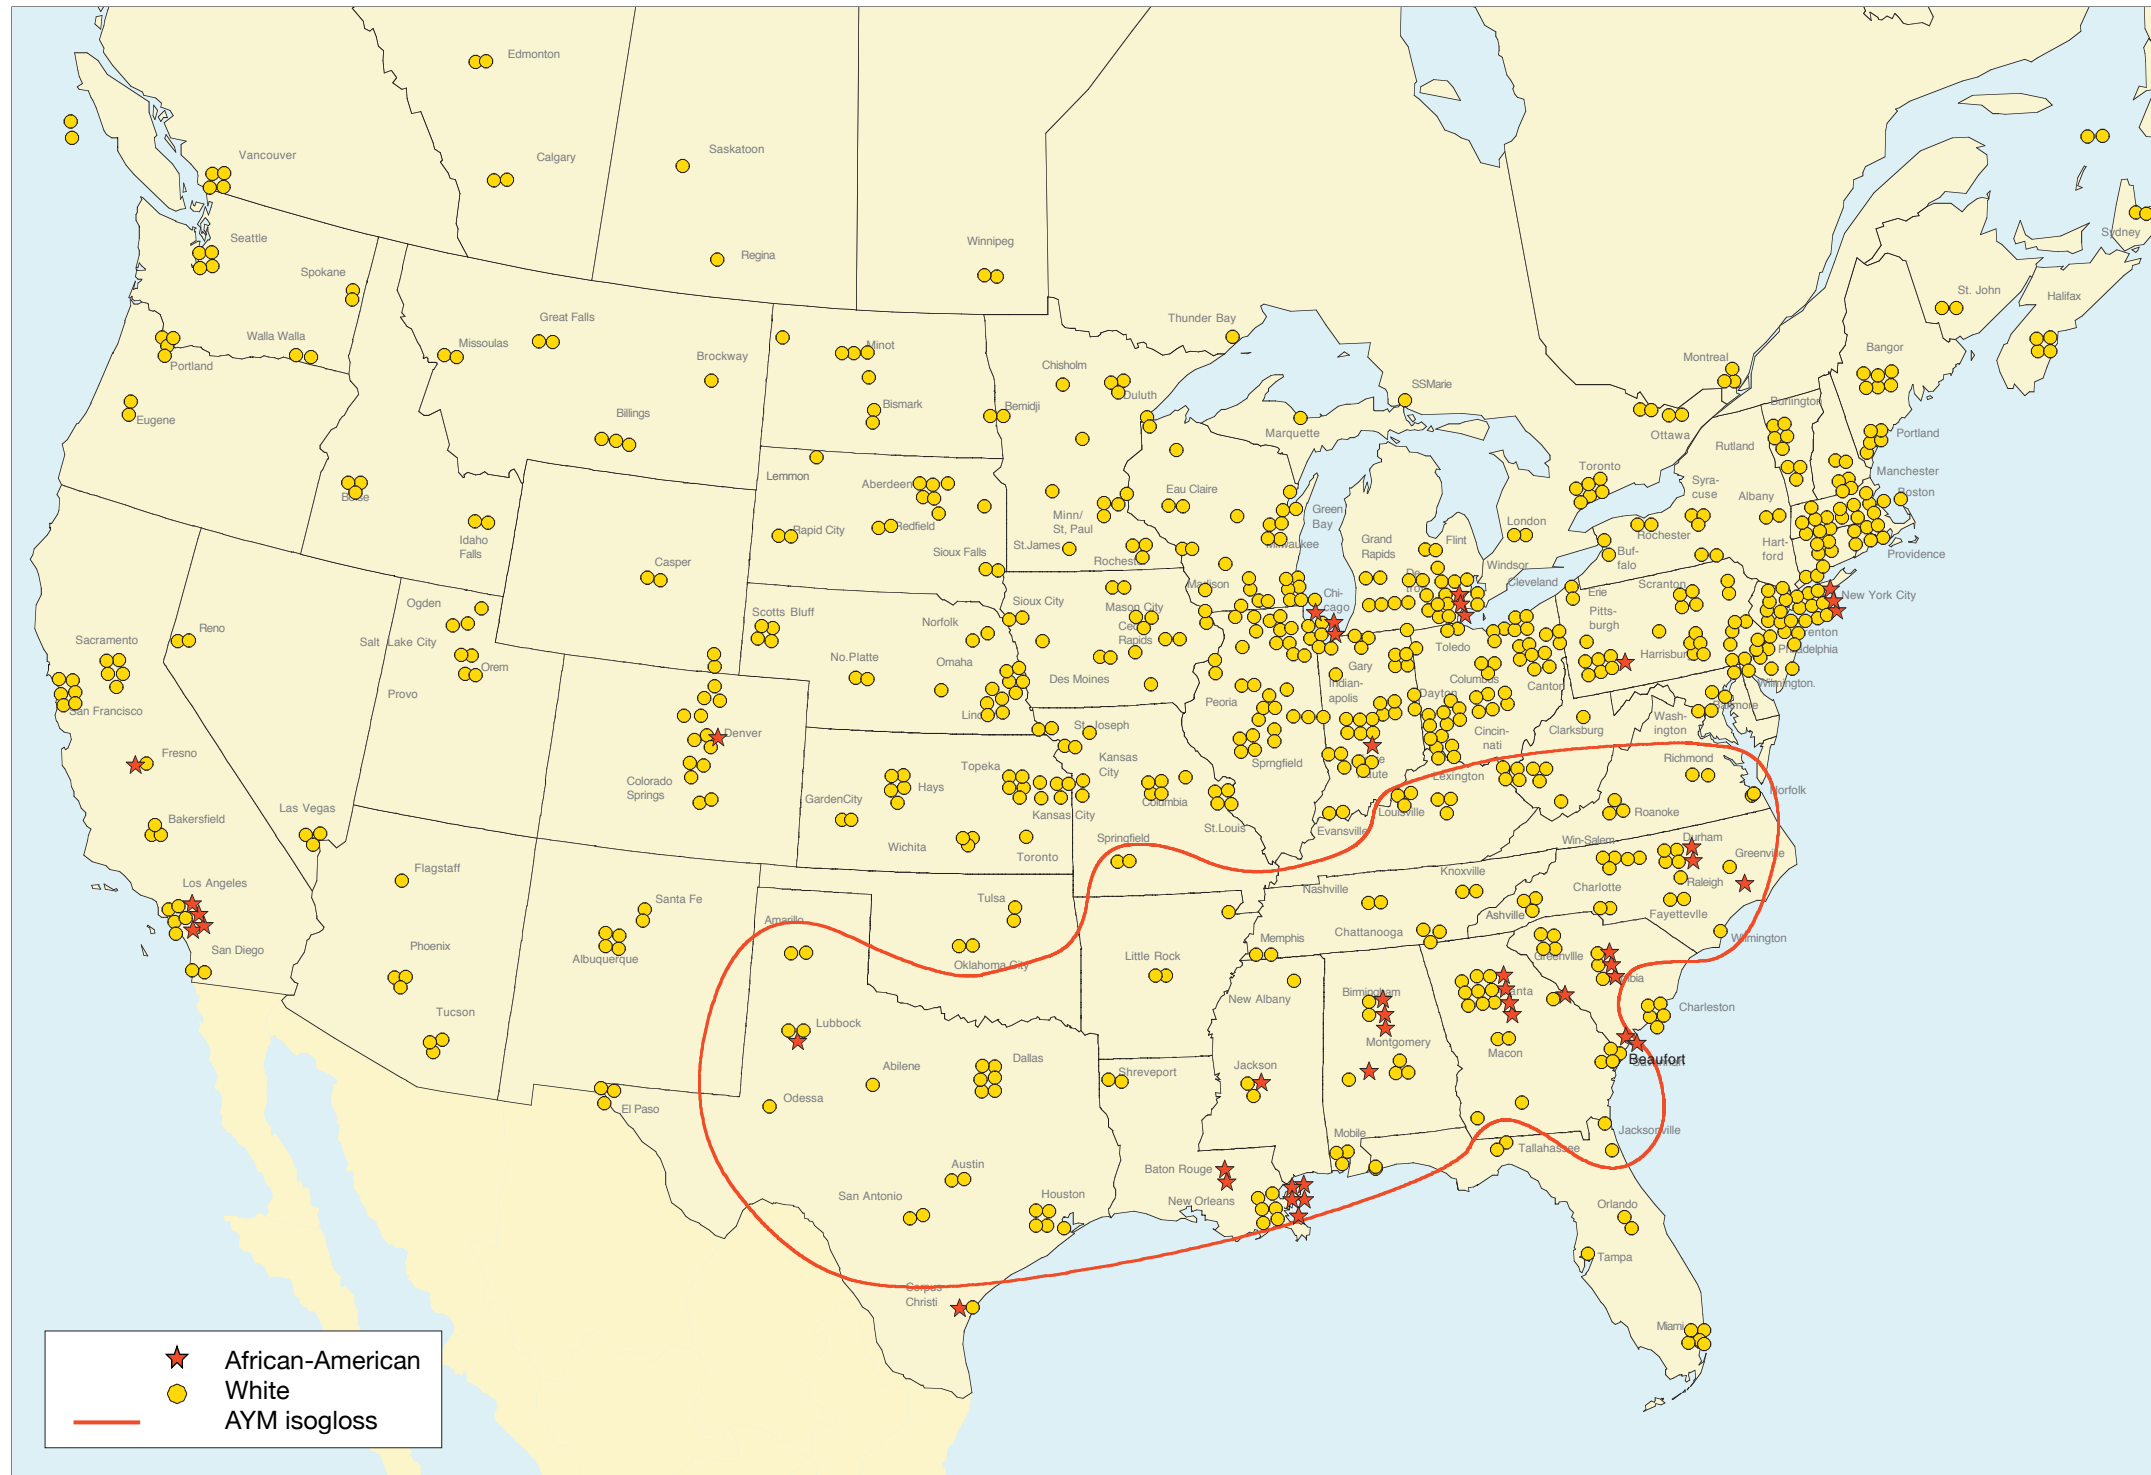 Edmonton
Calgary
Saskatoon
Vancouver
Regina
Winnipeg
Seattle
Spokane
Sydney
Walla Walla
Great Falls
Missoulas
Brockway
Minot
Thunder Bay
St. John
Halifax
Portland
Eugene
Billings
Bismark
Bemidji
Chisholm
Duluth
SSMarie
Marquette
Montreal
Ottawa
Burlington
Rutland
Bangor
Portland
Manchester
Boston
Lemmon
Aberdeen
Rapid City
Redfield
Sioux Falls
Minn/
St, Paul
St.James
Eau Claire
Green
Bay
Grand
Rapids
Flint
London
Toronto
Syra-
cuse
Albany
Rochester
Buf-
falo
Hart-
ford
Providence
Idaho
Falls
Casper
Ogden
Salt Lake City
Orem
Provo
Scotts Bluff
Norfolk
Sioux City
Mason City
Rapids
Madison
Chi-
cago
Windsor
Cleveland
Erie
Scranton
Pitts-
burgh
New York City
Philadelphia
Sacramento
Reno
San Francisco
No.Platte
Omaha
Des Moines
Peoria
Gary
Indian-
apolis
Toledo
Columbus
Canton
Dayton
Wilmington.
Wash-
ington
Clarksburg
Cincin-
nati
Fresno
Denver
Colorado
Springs
Topeka
St. Joseph
Kansas
City
Hays
GardenCity
Kansas City
Columbia
Sprngfield
St.Louis
Evansville
Louisville
Lexington
Richmond
Norfolk
Roanoke
Bakersfield
Las Vegas
Wichita
Toronto
Springfield
Win-Salem
Durham
Greenville
Raleigh
Los Angeles
San Diego
Flagstaff
Santa Fe
Albuquerque
Phoenix
Tucson
Amarillo
Tulsa
Oklahoma City
Nashville
Knoxville
Charlotte
Ashville
Fayettevlle
Wilmington
Chattanooga
Memphis
Little Rock
New Albany
Birmingham
Greenville
Charleston
Lubbock
Abilene
Dallas
Odessa
El Paso
Shreveport
Jackson
Montgomery
Macon
Beaufort
Jacksonville
Tallahassee
Mobile
Baton Rouge
New Orleans
Austin
San Antonio
Houston
Corpus
Christi
Orlando
Tampa
Miami
African-American
White
AYM isogloss